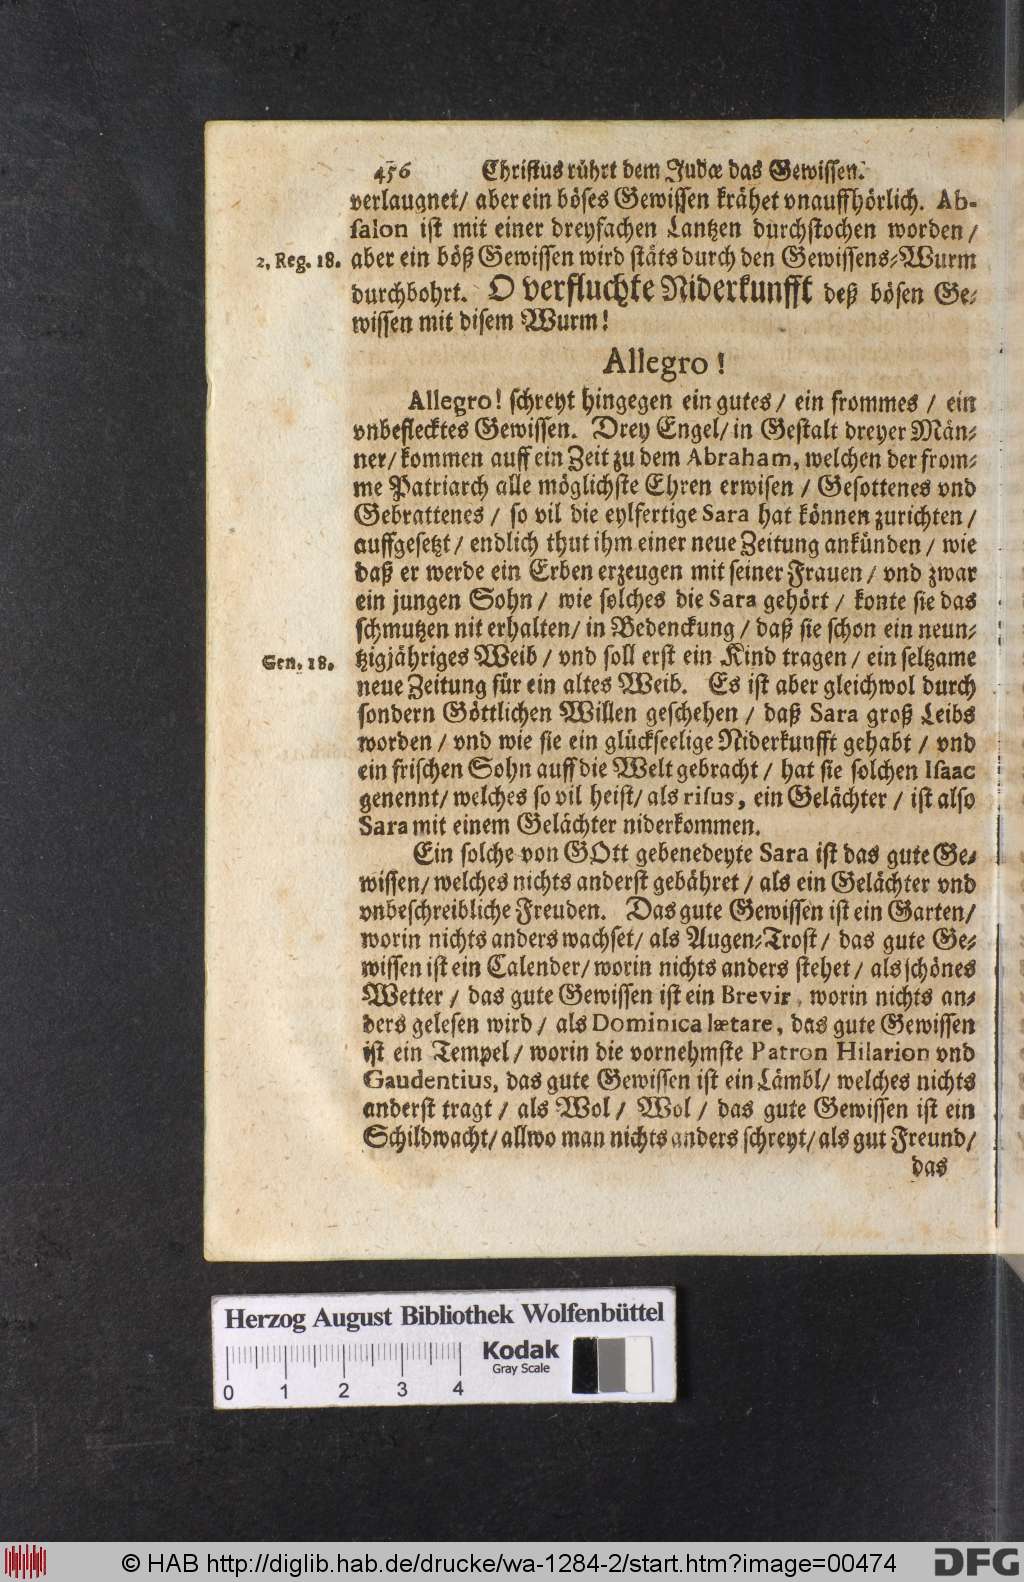 456 Christus rührt dem Judæ das Gewissen.
verlaugnet/ aber ein böses Gewissen krähet vnauffhörlich. Ab-
salon ist mit einer dreyfachen Lantzen durchstochen worden/
2. Reg. 18. aber ein böß Gewissen wird stäts durch den Gewissens-Wurm
durchbohrt. O verfluchte Niderkunfft deß bösen Ge-
wissen mit disem Wurm!
Allegro!
Allegro! schreyt hingegen ein gutes/ ein frommes/ ein
vnbeflecktes Gewissen. Drey Engel/ in Gestalt dreyer Män-
ner/ kommen auff ein Zeit zu dem Abraham, welchen der from-
me Patriarch alle möglichste Ehren erwisen/ Gesottenes vnd
Gebrattenes/ so vil die eylfertige Sara hat können zurichten/
auffgesetzt/ endlich thut ihm einer neue Zeitung ankünden/ wie
daß er werde ein Erben erzeugen mit seiner Frauen/ vnd zwar
ein jungen Sohn/ wie solches die Sara gehört/ konte sie das
schmutzen nit erhalten/ in Bedenckung/ daß sie schon ein neun-
Gen. 18. tzigjähriges Weib/ vnd soll erst ein Kind tragen/ ein seltzame
neue Zeitung für ein altes Weib. Es ist aber gleichwol durch
sondern Göttlichen Willen geschehen/ daß Sara groß Leibs
worden/ vnd wie sie ein glückseelige Niderkunfft gehabt/ vnd
ein frischen Sohn auff die Welt gebracht/ hat sie solchen Isaac
genennt/ welches so vil heist/ als risus, ein Gelächter/ ist also
Sara mit einem Gelächter niderkommen.
Ein solche von GOtt gebenedeyte Sara ist das gute Ge-
wissen/ welches nichts anderst gebähret/ als ein Gelächter vnd
vnbeschreibliche Freuden. Das gute Gewissen ist ein Garten/
worin nichts anders wachset/ als Augen-Trost/ das gute Ge-
wissen ist ein Calender/ worin nichts anders stehet/ als schönes
Wetter/ das gute Gewissen ist ein Brevir, worin nichts an-
ders gelesen wird/ als Dominica lætare, das gute Gewissen
ist ein Tempel/ worin die vornehmste Patron Hilarion vnd
Gaudentius, das gute Gewissen ist ein Lämbl/ welches nichts
anderst tragt/ als Wol/ Wol/ das gute Gewissen ist ein
Schildwacht/ allwo man nichts anders schreyt/ als gut Freund/
das
Herzog August Bibliothek Wolfenbüttel
Kodak
Gray Scale
0 1 2 3 4
© HAB http://diglib.hab.de/drucke/wa-1284-2/start.htm?image=00474
DFG